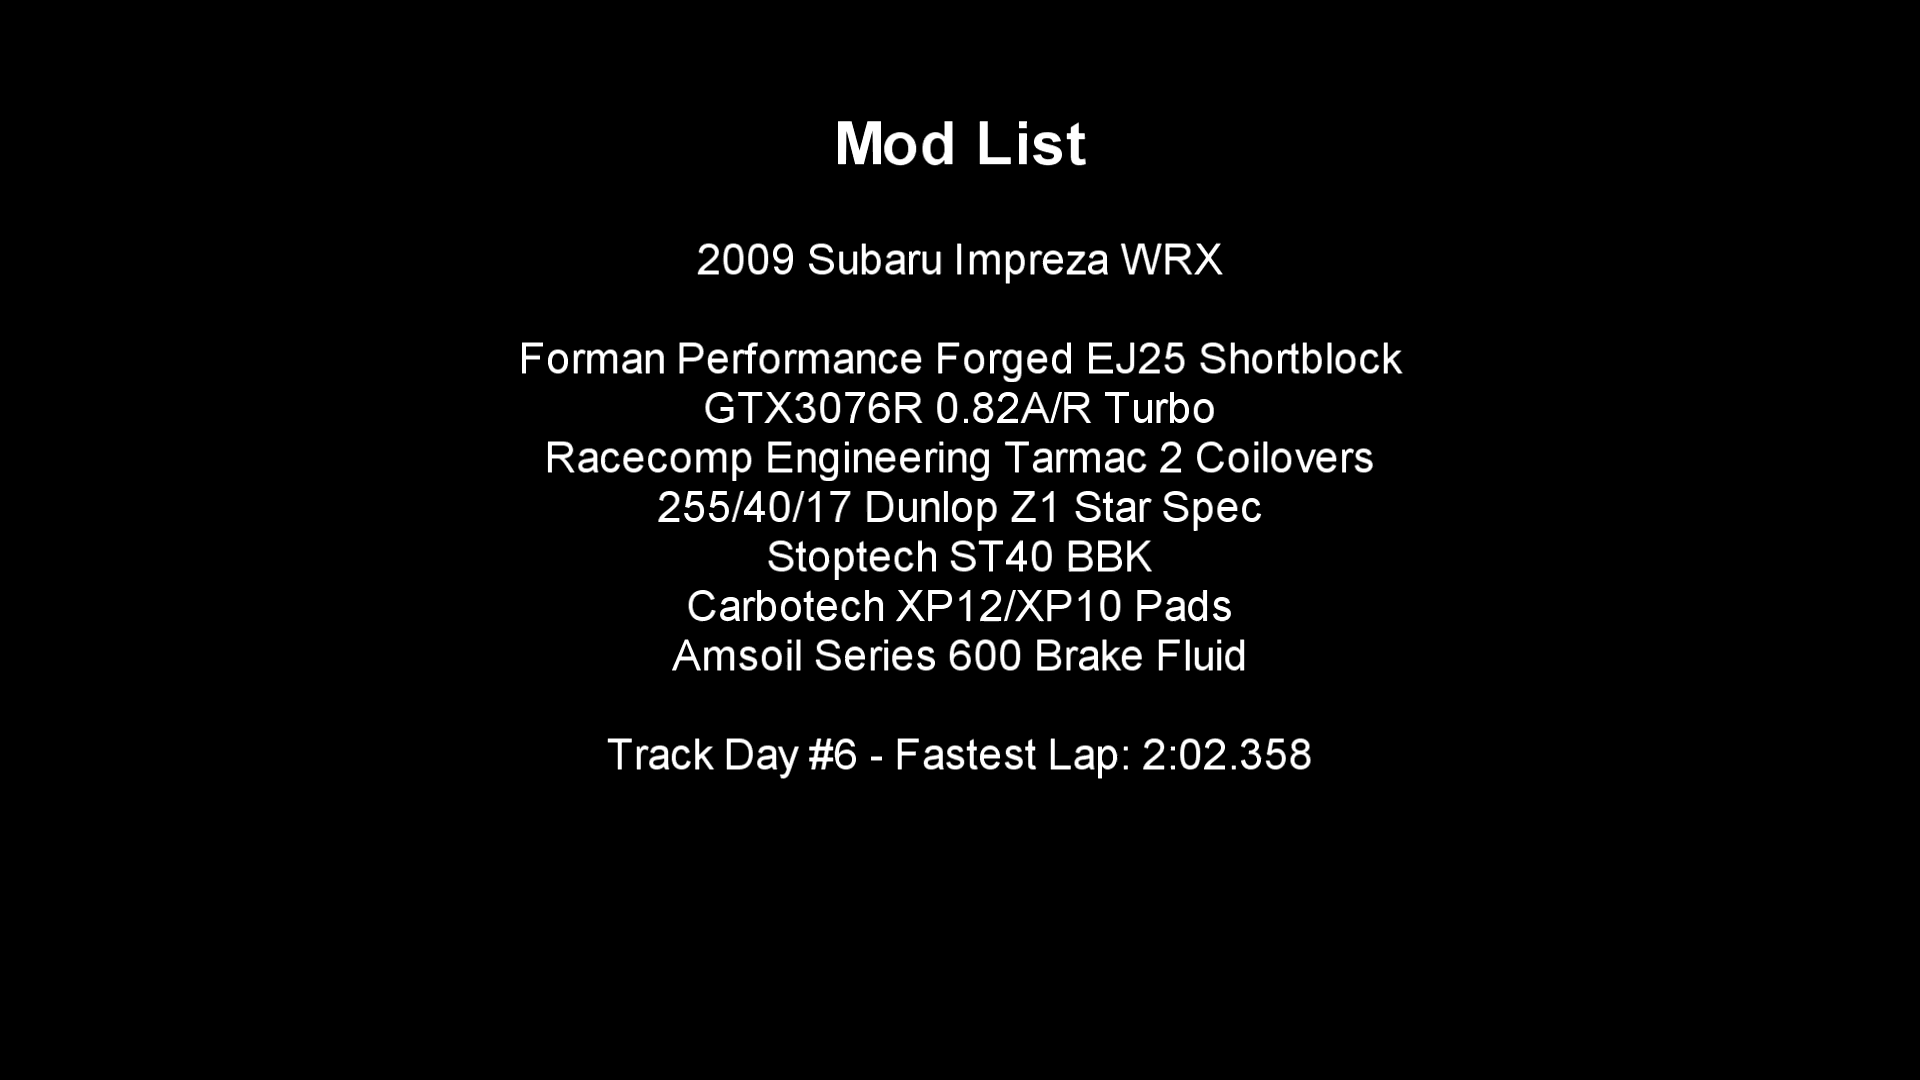 Mod List
2009 Subaru Impreza WRX
Forman Performance Forged EJ25 Shortblock
GTX3076R 0.82A/R Turbo
Racecomp Engineering Tarmac 2 Coilovers
255/40/17 Dunlop Z1 Star Spec
Stoptech ST40 BBK
Carbotech XP12/XP10 Pads
Amsoil Series 600 Brake Fluid
Track Day #6 - Fastest Lap: 2:02.358